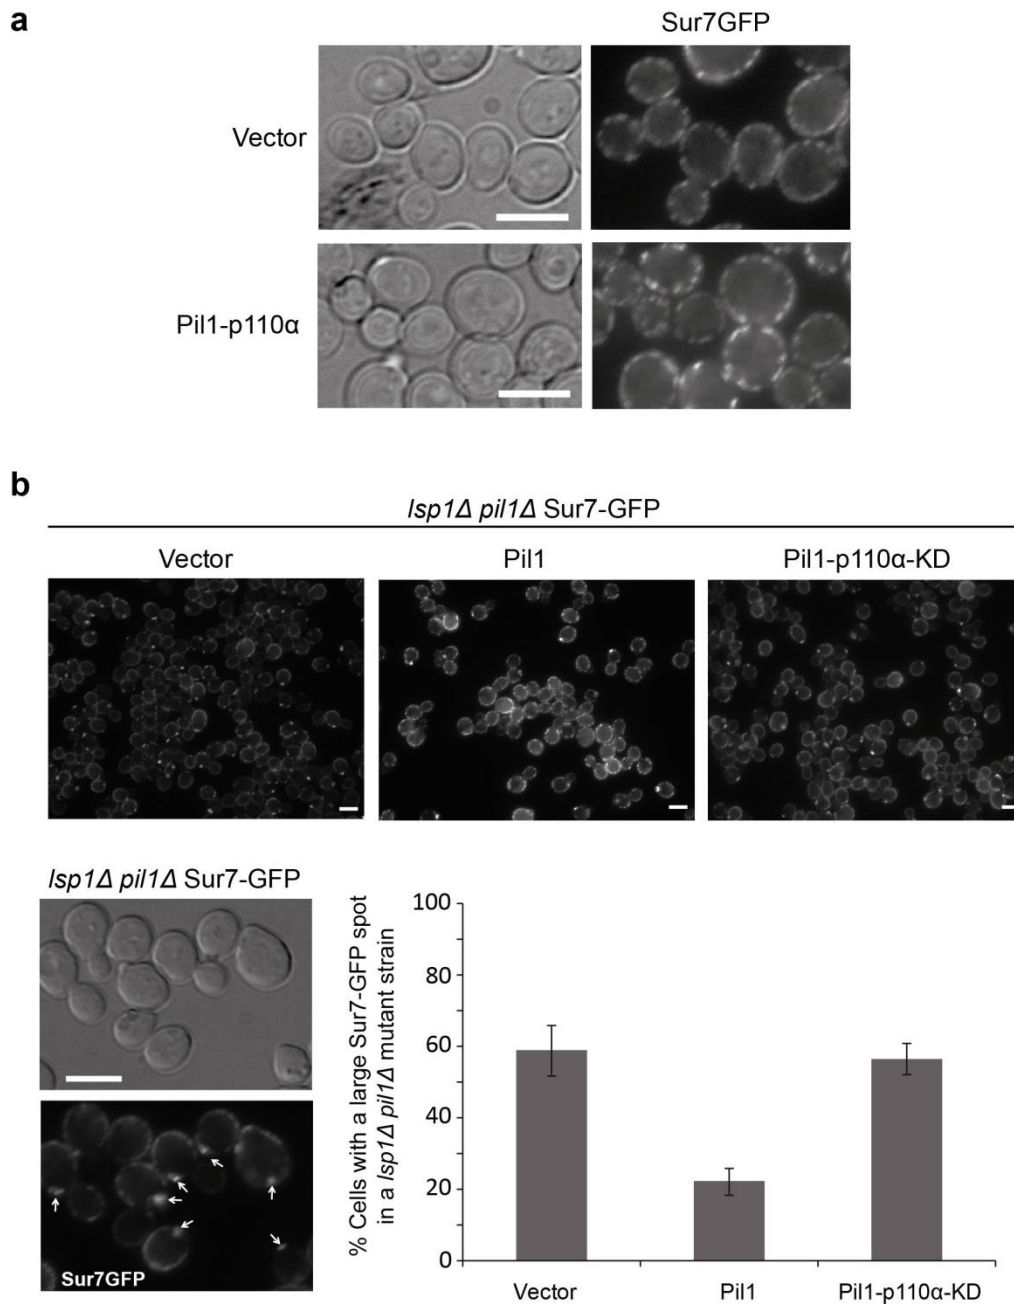 a
Sur7GFP
Vector
Pil1-p110α
b
lsp1Δ pil1Δ Sur7-GFP
Vector Pil1 Pil1-p110α-KD
lsp1Δ pil1Δ Sur7-GFP
Sur7GFP
% Cells with a large Sur7-GFP spot
in a lsp1Δ pil1Δ mutant strain
100
80
60
40
20
0
Vector Pil1 Pil1-p110α-KD